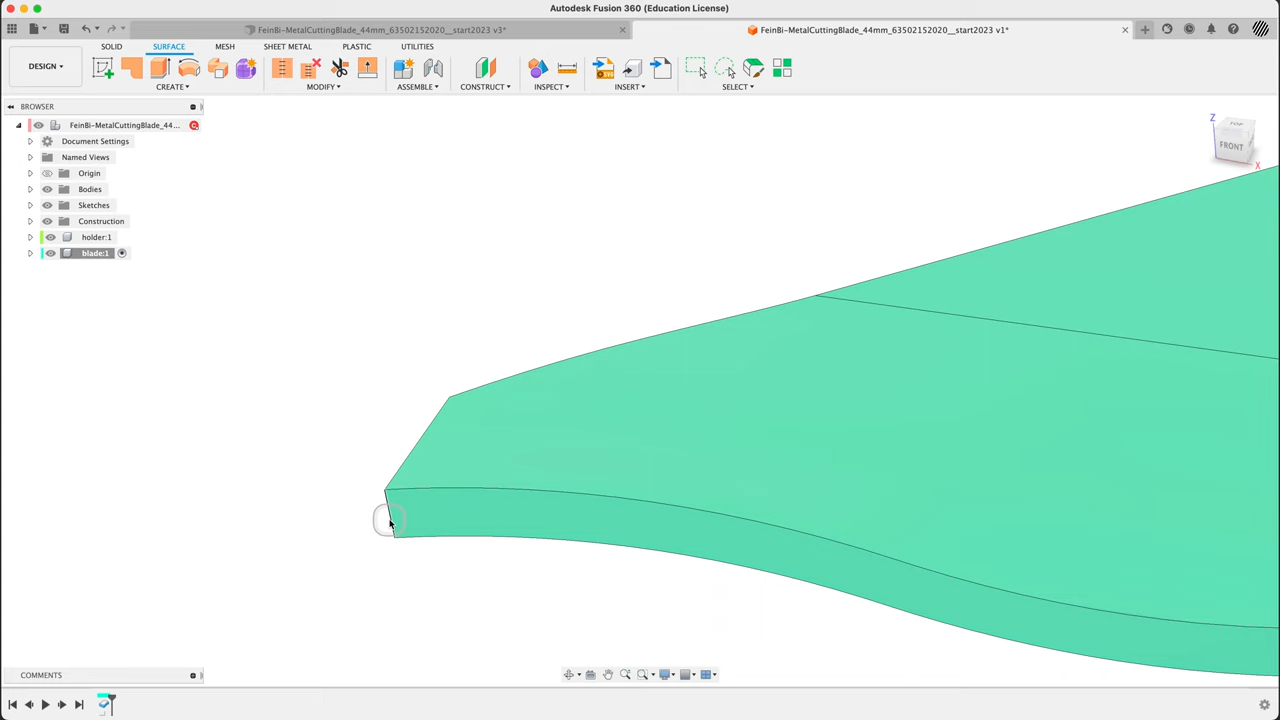 Autodesk Fusion 360 (Education License)
FeinBi-MetalCuttingBlade_44mm_63502152020__start2023 v3*
FeinBi-MetalCuttingBlade_44mm_63502152020__start2023 v1*
SOLID SURFACE MESH SHEET METAL PLASTIC UTILITIES
DESIGN
CREATE MODIFY ASSEMBLE CONSTRUCT INSPECT INSERT SELECT
SVG
BROWSER
FeinBi-MetalCuttingBlade_44...
Document Settings
Named Views
Origin
Bodies
Sketches
Construction
holder:1
blade:1
Z
TOP
FRONT
X
COMMENTS